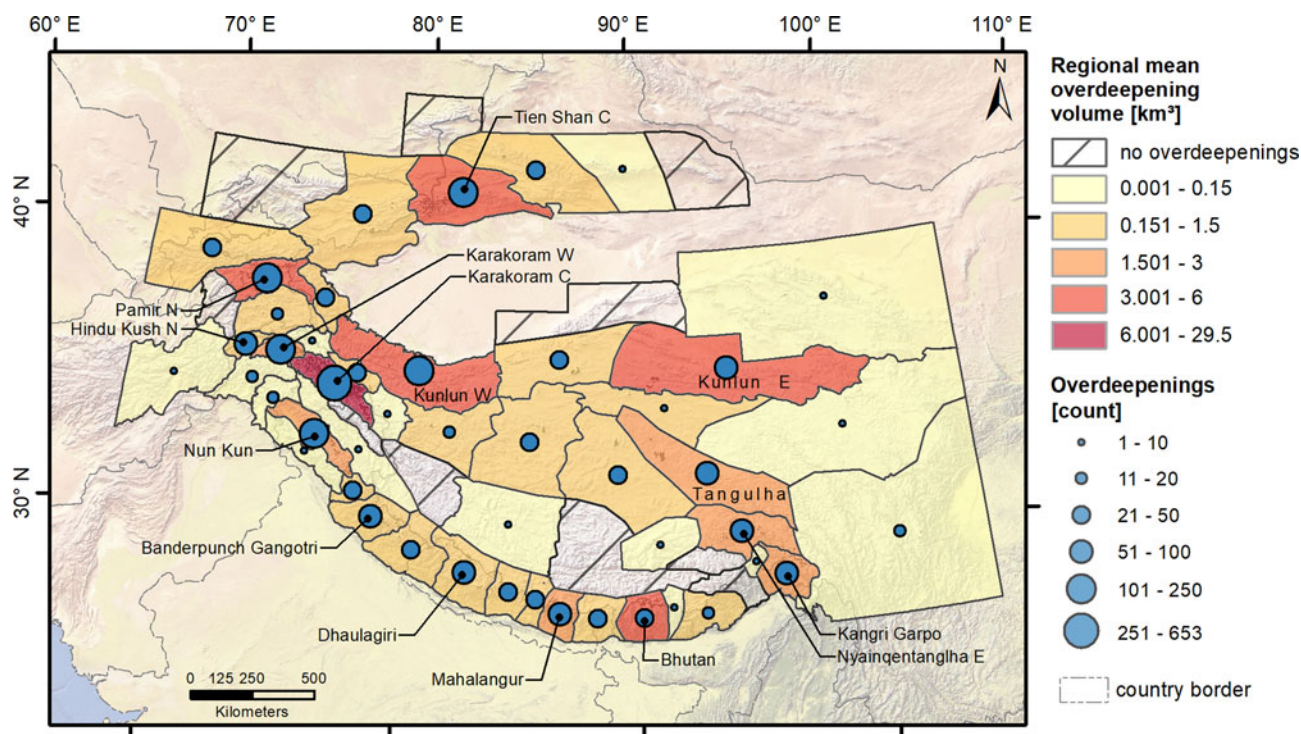 60° E 70° E 80° E 90° E 100° E 110° E
N
40° N
30° N
40° N
30° N
Tien Shan C
Karakoram W
Karakoram C
Pamir N
Hindu Kush N
Kunlun W
Kunlun E
Nun Kun
Tangulha
Banderpunch Gangotri
Dhaulagiri
Mahalangur
Bhutan
Kangri Garpo
Nyainqentanglha E
0 125 250 500
Kilometers
Regional mean
overdeepening
volume [km³]
no overdeepenings
0.001 - 0.15
0.151 - 1.5
1.501 - 3
3.001 - 6
6.001 - 29.5
Overdeepenings
[count]
1 - 10
11 - 20
21 - 50
51 - 100
101 - 250
251 - 653
country border